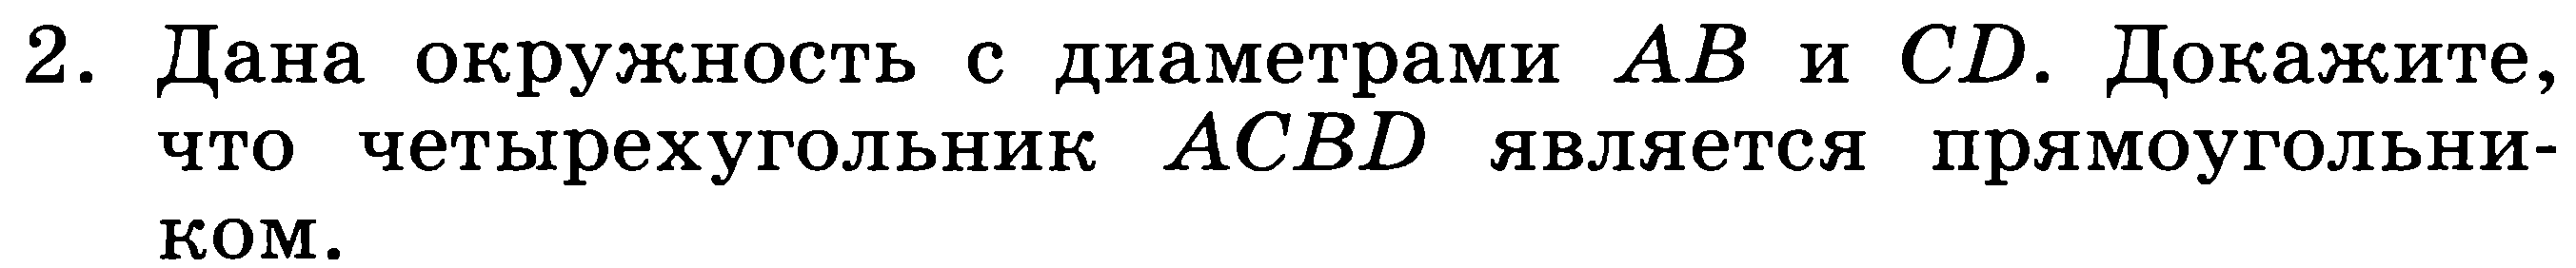 2. Дана окружность с диаметрами AB и CD. Докажите,
что четырехугольник ACBD является прямоугольни-
ком.